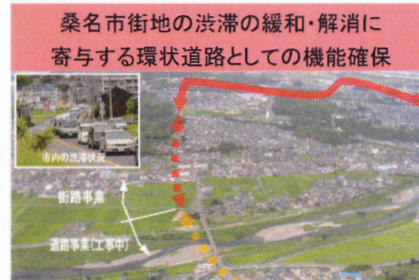 桑名市街地の渋滞の緩和・解消に
寄与する環状道路としての機能確保
市内の渋滞状況
街路事業
道路事業(工事中)